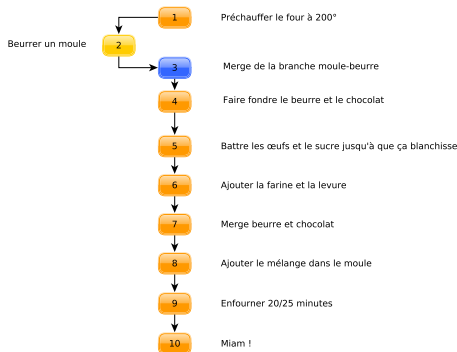 1 Préchauffer le four à 200°
Beurrer un moule 2
3 Merge de la branche moule-beurre
4 Faire fondre le beurre et le chocolat
5 Battre les œufs et le sucre jusqu'à que ça blanchisse
6 Ajouter la farine et la levure
7 Merge beurre et chocolat
8 Ajouter le mélange dans le moule
9 Enfourner 20/25 minutes
10 Miam !